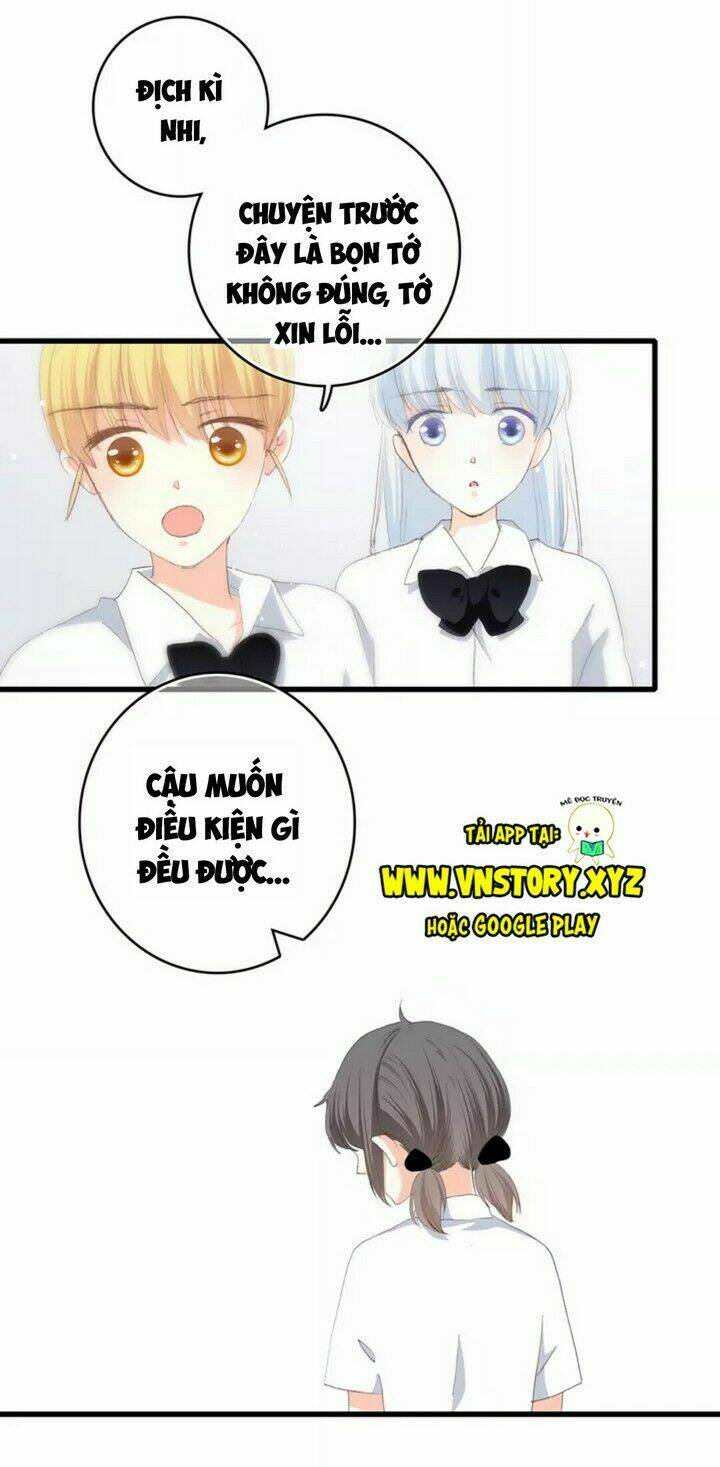 ĐỊCH KÌ
NHI,
CHUYỆN TRƯỚC
ĐÂY LÀ BỌN TỚ
KHÔNG ĐÚNG, TỚ
XIN LỖI...
CẬU MUỐN
ĐIỀU KIỆN GÌ
ĐỀU ĐƯỢC...
MÊ ĐỌC TRUYỆN
TẢI APP TẠI:
WWW.VNSTORY.XYZ
HOẶC GOOGLE PLAY